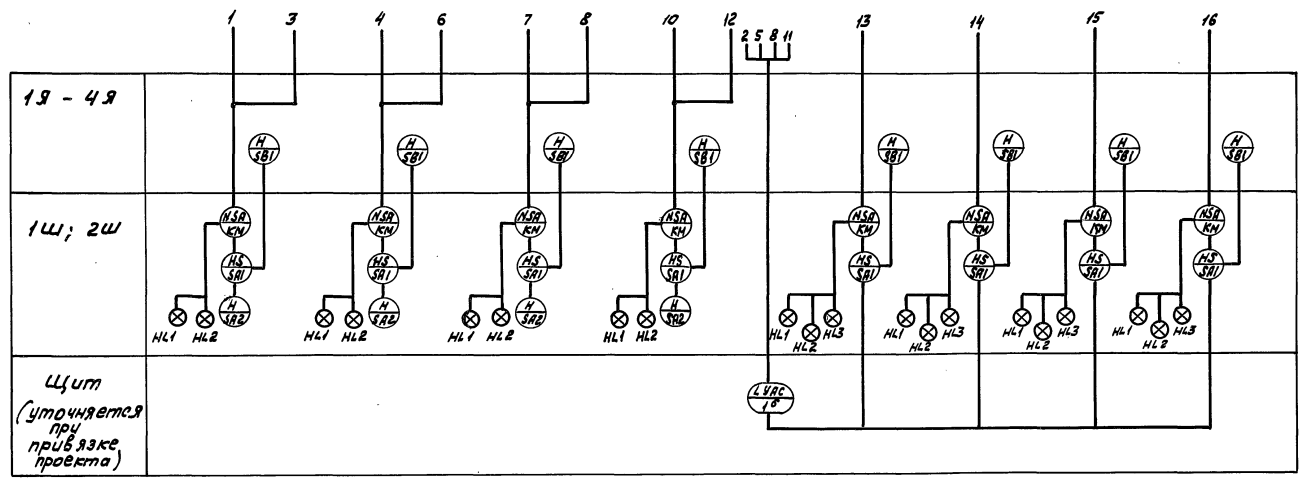 1 3 4 6 7 8 10 12 13 14 15 16
2 5 8 11
1Я - 4Я
H H H H H H H H
SB1 SB1 SB1 SB1 SB1 SB1 SB1 SB1
1Ш; 2Ш
NSA NSA NSA NSA NSA NSA NSA NSA
KM KM KM KM KM KM KM KM
HS HS HS HS HS HS HS HS
SA1 SA1 SA1 SA1 SA1 SA1 SA1 SA1
H H H H
SA2 SA2 SA2 SA2
HL1 HL2 HL1 HL2 HL1 HL2 HL1 HL2 HL1 HL3 HL1 HL3 HL1 HL3 HL1 HL3
HL2 HL2 HL2 HL2
Щит
(уточняется
при
привязке
проекта)
LYAC
1б